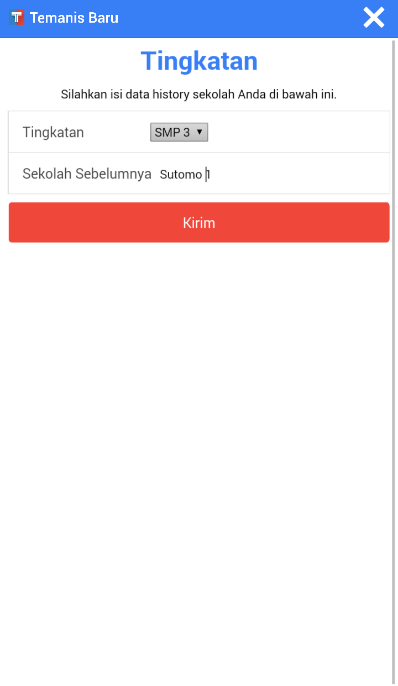 Temanis Baru
Tingkatan
Silahkan isi data history sekolah Anda di bawah ini.
Tingkatan SMP 3
Sekolah Sebelumnya Sutomo 1
Kirim